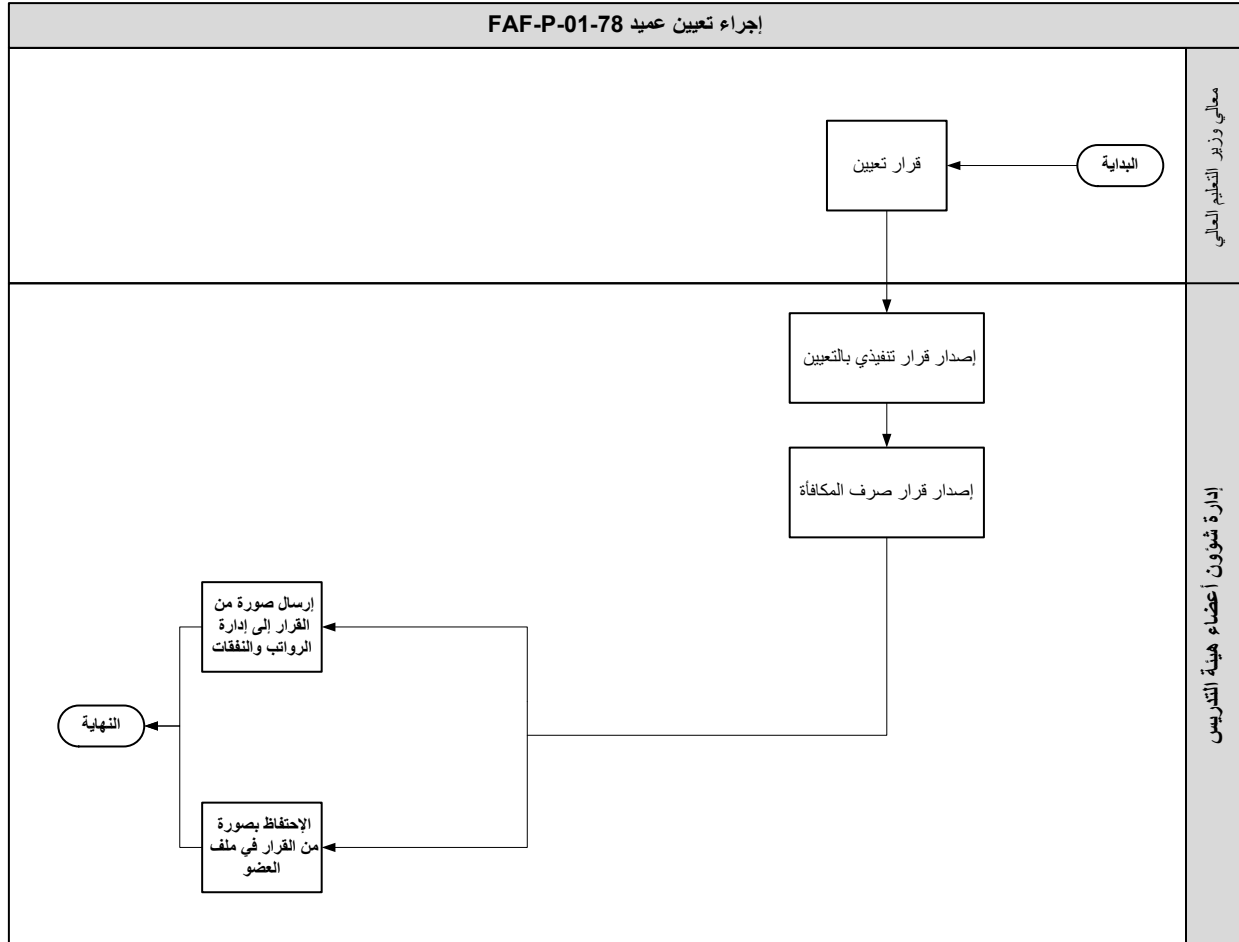 إجراء تعيين عميد FAF-P-01-78
معالي وزير التعليم العالي
البداية
قرار تعيين
إدارة شؤون أعضاء هيئة التدريس
إصدار قرار تنفيذي بالتعيين
إصدار قرار صرف المكافأة
إرسال صورة من
القرار إلى إدارة
الرواتب والنفقات
الإحتفاظ بصورة
من القرار في ملف
العضو
النهاية